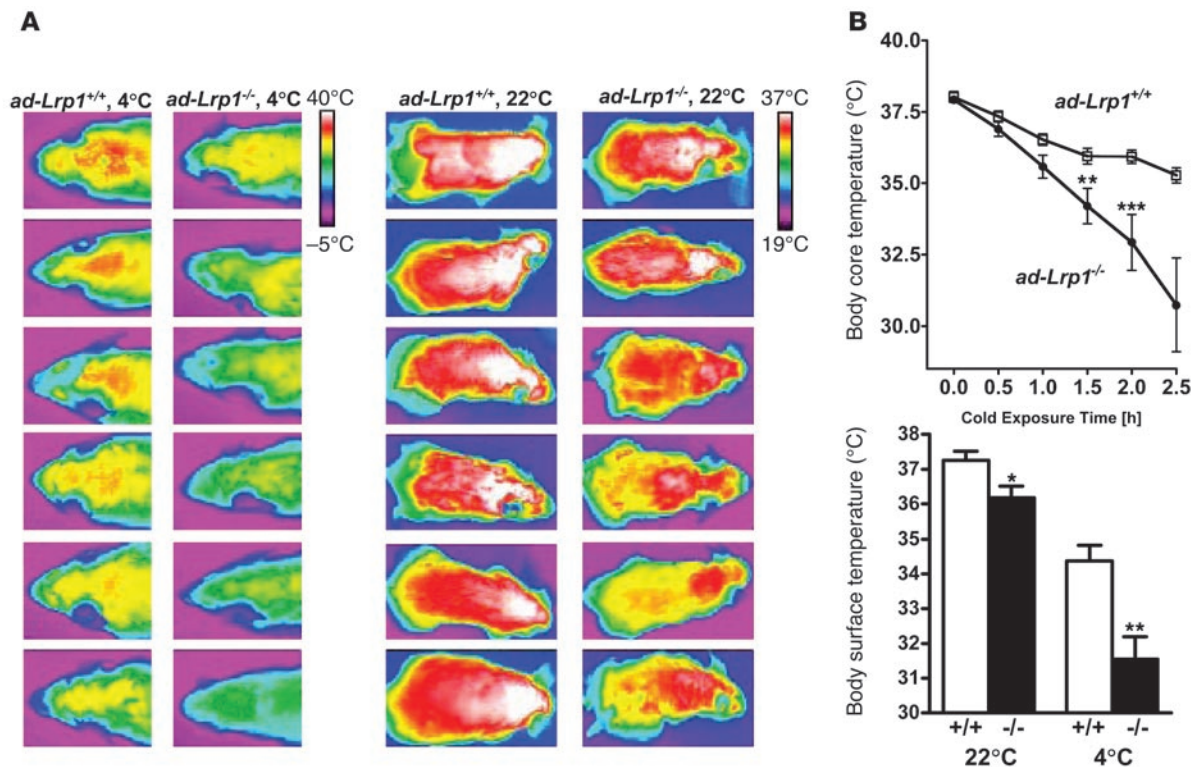 A
ad-Lrp1+/+, 4°C
ad-Lrp1-/-, 4°C
40°C
–5°C
ad-Lrp1+/+, 22°C
ad-Lrp1-/-, 22°C
37°C
19°C
B
Body core temperature (°C)
40.0
37.5
35.0
32.5
30.0
ad-Lrp1+/+
**
***
ad-Lrp1-/-
0.0 0.5 1.0 1.5 2.0 2.5
Cold Exposure Time [h]
Body surface temperature (°C)
38
37
36
35
34
33
32
31
30
*
**
+/+ -/- +/+ -/-
22°C 4°C